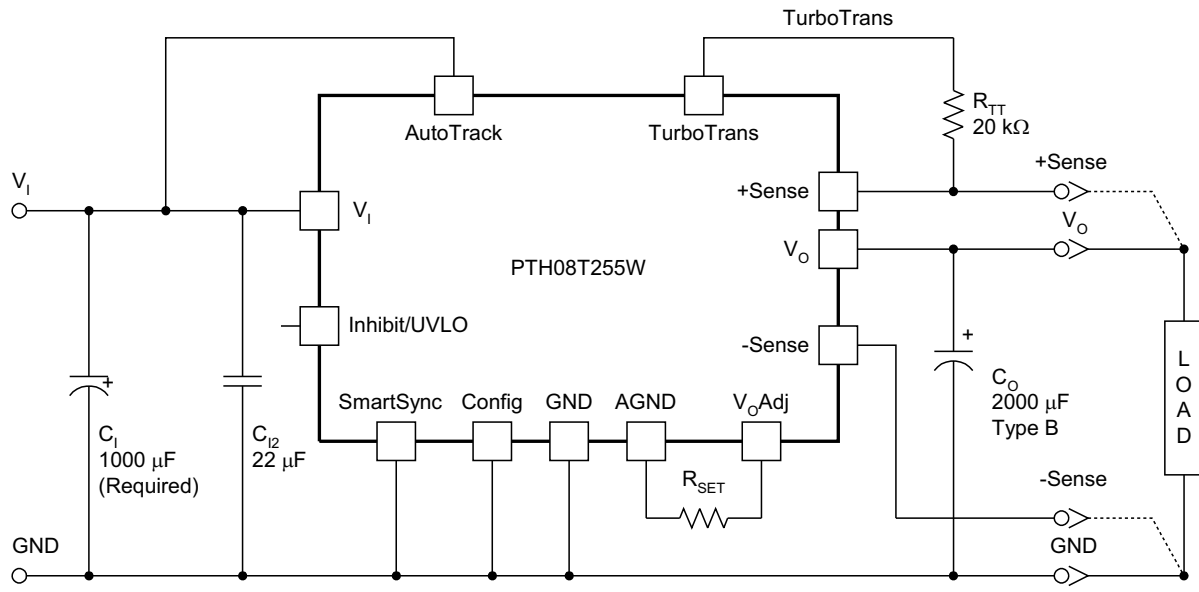 TurboTrans
AutoTrack
TurboTrans
R_TT
20 kΩ
+Sense
V_I
V_I
+Sense
V_O
V_O
PTH08T255W
Inhibit/UVLO
-Sense
SmartSync
Config
GND
AGND
V_OAdj
+
+
C_I
1000 μF
(Required)
C_I2
22 μF
C_O
2000 μF
Type B
L
O
A
D
R_SET
-Sense
GND
GND